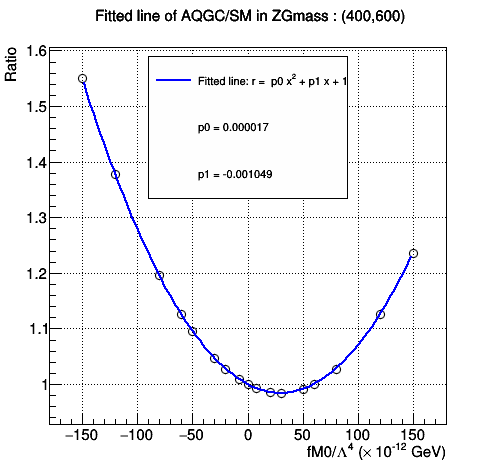 Fitted line of AQGC/SM in ZGmass : (400,600)
Ratio
1.6
1.5
1.4
1.3
1.2
1.1
1
Fitted line: r = p0 x² + p1 x + 1
p0 = 0.000017
p1 = -0.001049
−150 −100 −50 0 50 100 150
fM0/Λ⁴ (× 10⁻¹² GeV)